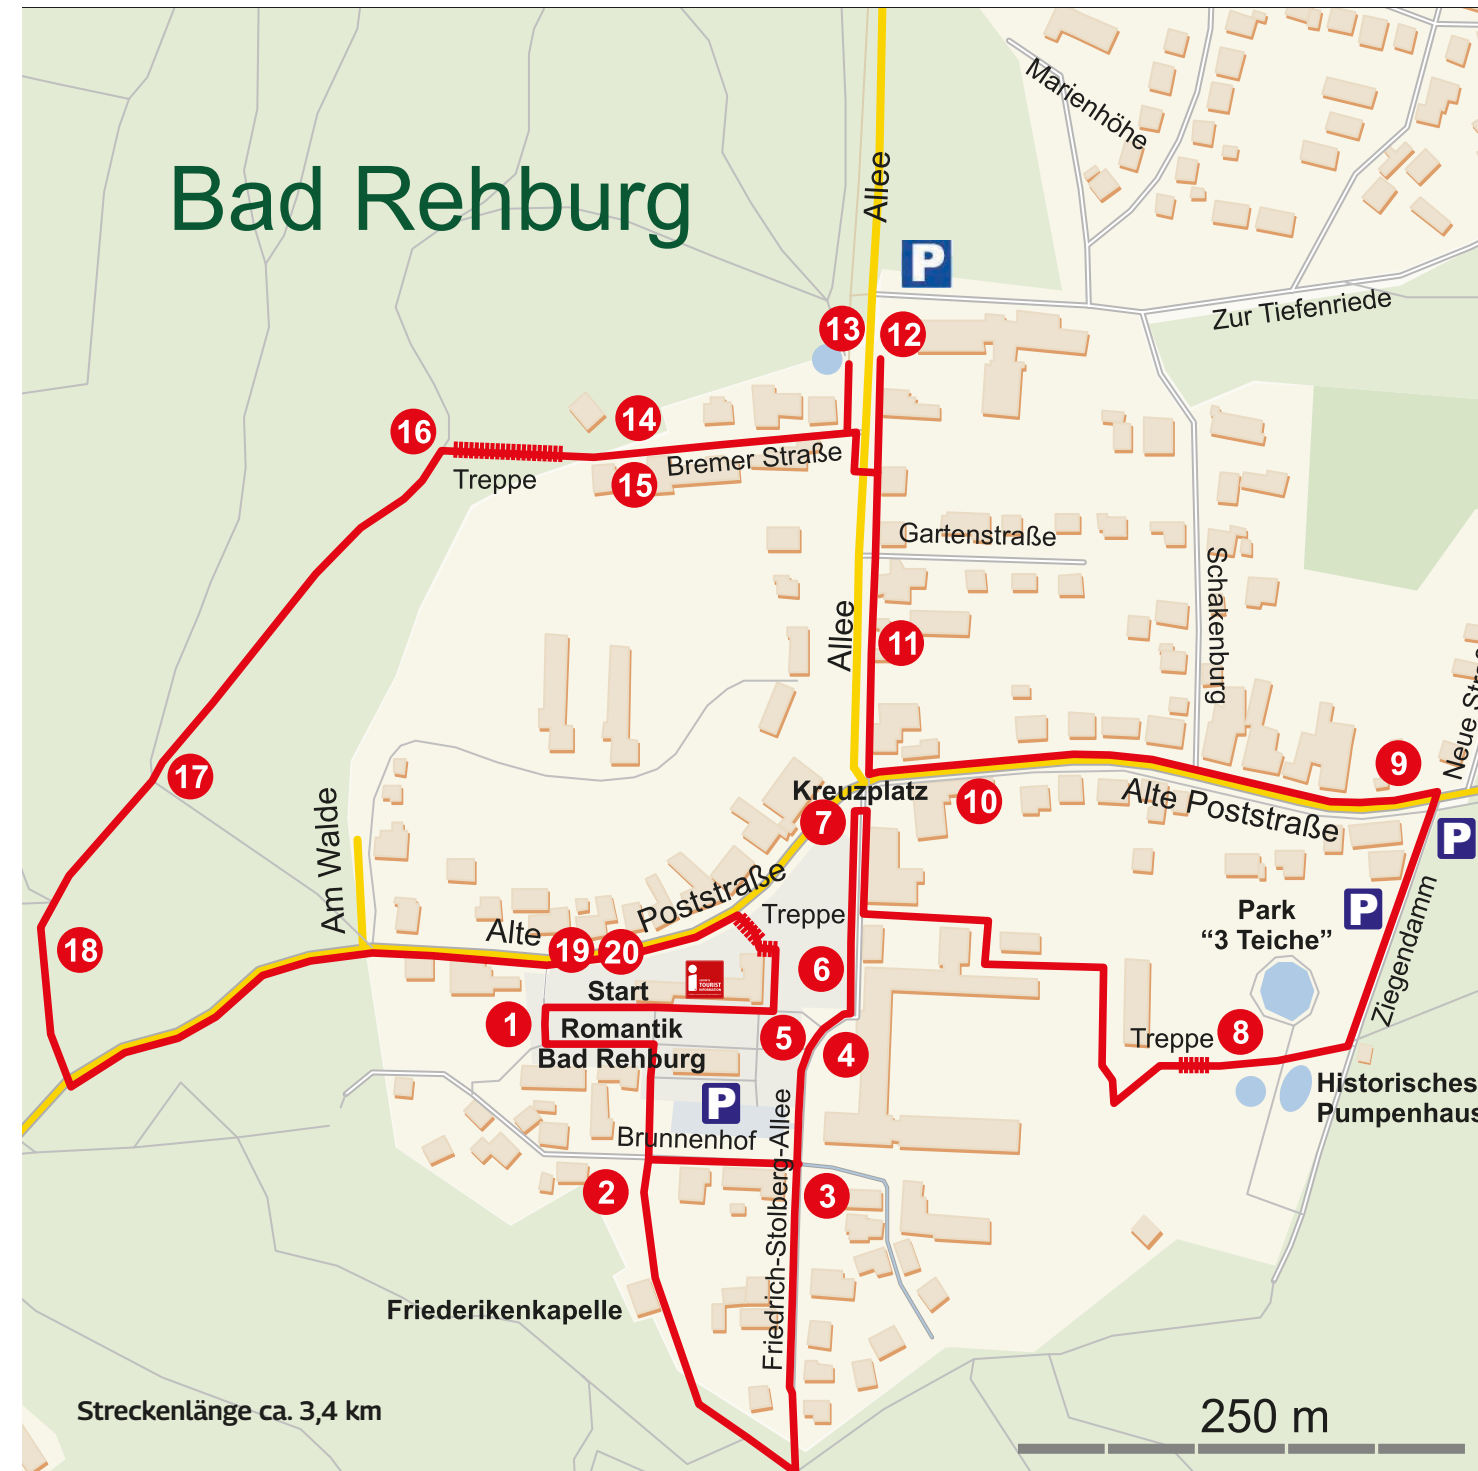 Marienhöhe
Allee
Bad Rehburg
P
Zur Tiefenriede
13
12
14
16
Bremer Straße
Treppe
15
Gartenstraße
Schakenburg
Allee
11
Neue Stra
17
9
Kreuzplatz
10
Alte Poststraße
7
Am Walde
P
Poststraße
Treppe
Park
“3 Teiche”
P
Alte
19
20
18
6
Ziegendamm
Start
i
TOURIST
INFORMATION
1
Romantik
Bad Rehburg
5
4
Treppe
8
Historisches
Pumpenhaus
P
Brunnenhof
Friedrich-Stolberg-Allee
2
3
Friederikenkapelle
Streckenlänge ca. 3,4 km
250 m